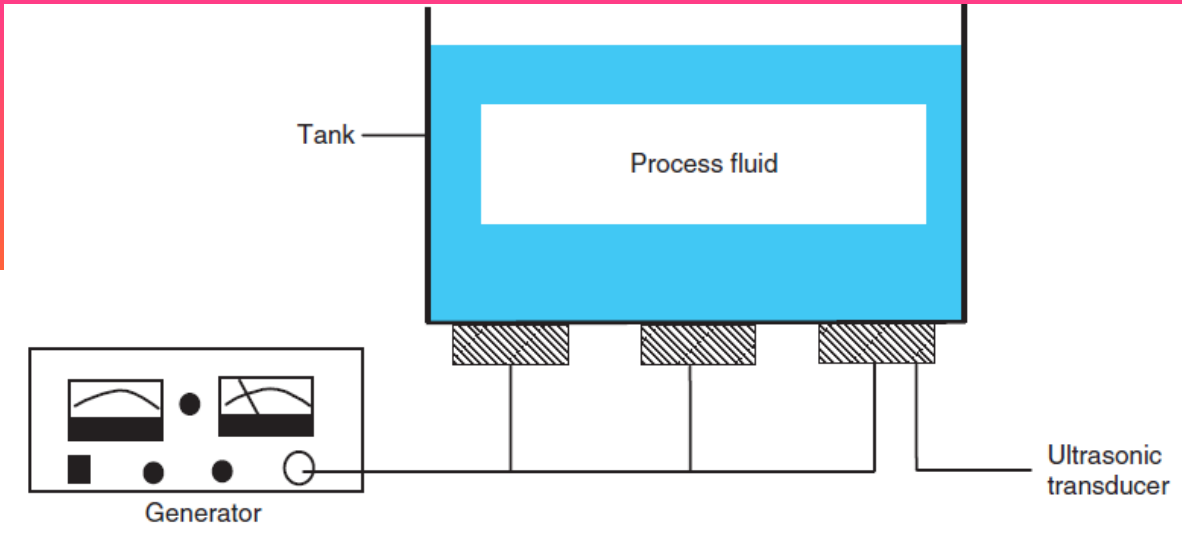 Tank
Process fluid
Ultrasonic
transducer
Generator